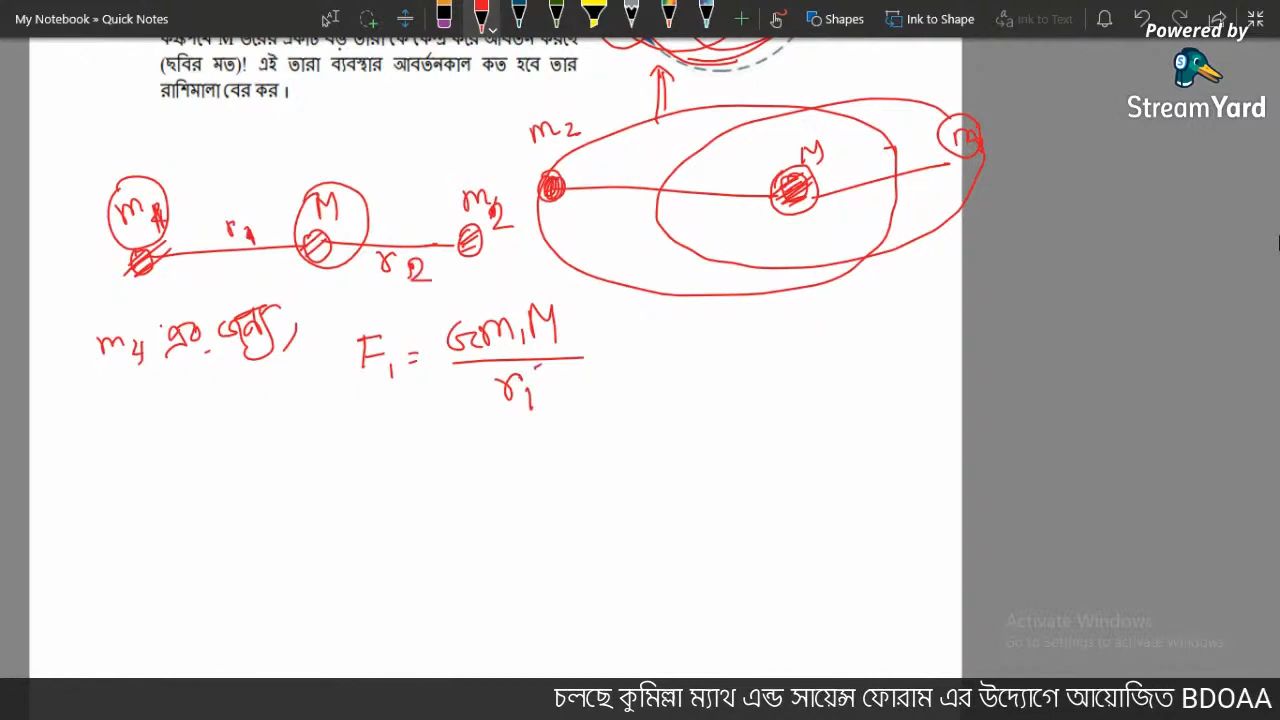 My Notebook » Quick Notes
Shapes
Ink to Shape
Ink to Text
Powered by
StreamYard
(ছবির মত)! এই তারা ব্যবস্থার আবর্তনকাল কত হবে তার
রাশিমালা বের কর ।
m2
M
m1
M
m2
r1
r2
m1 এর জন্য,
F1 = Gm1M
r1
Activate Windows
Go to Settings to activate Windows.
চলছে কুমিল্লা ম্যাথ এন্ড সায়েন্স ফোরাম এর উদ্যোগে আয়োজিত BDOAA